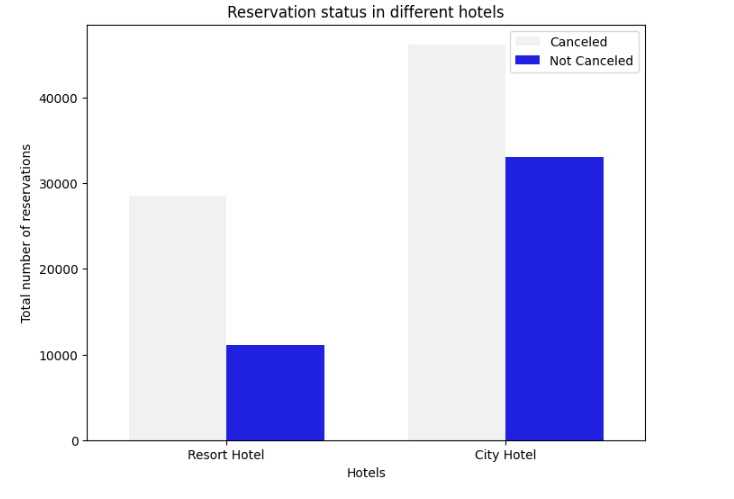 Reservation status in different hotels
Canceled
Not Canceled
Total number of reservations
40000
30000
20000
10000
0
Resort Hotel
City Hotel
Hotels